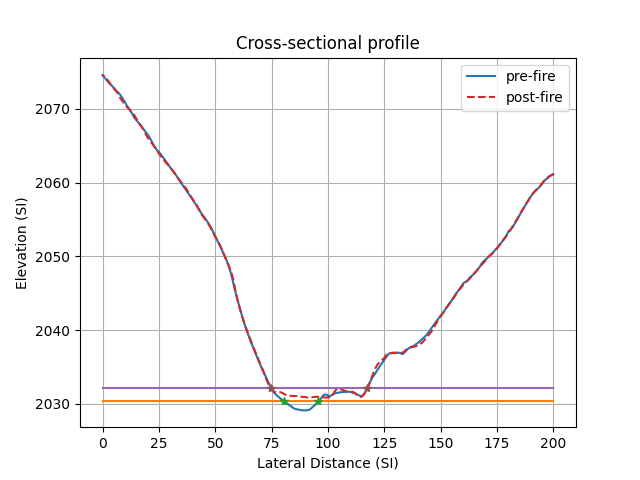 Cross-sectional profile
pre-fire
post-fire
2070
2060
2050
2040
2030
Elevation (SI)
0 25 50 75 100 125 150 175 200
Lateral Distance (SI)